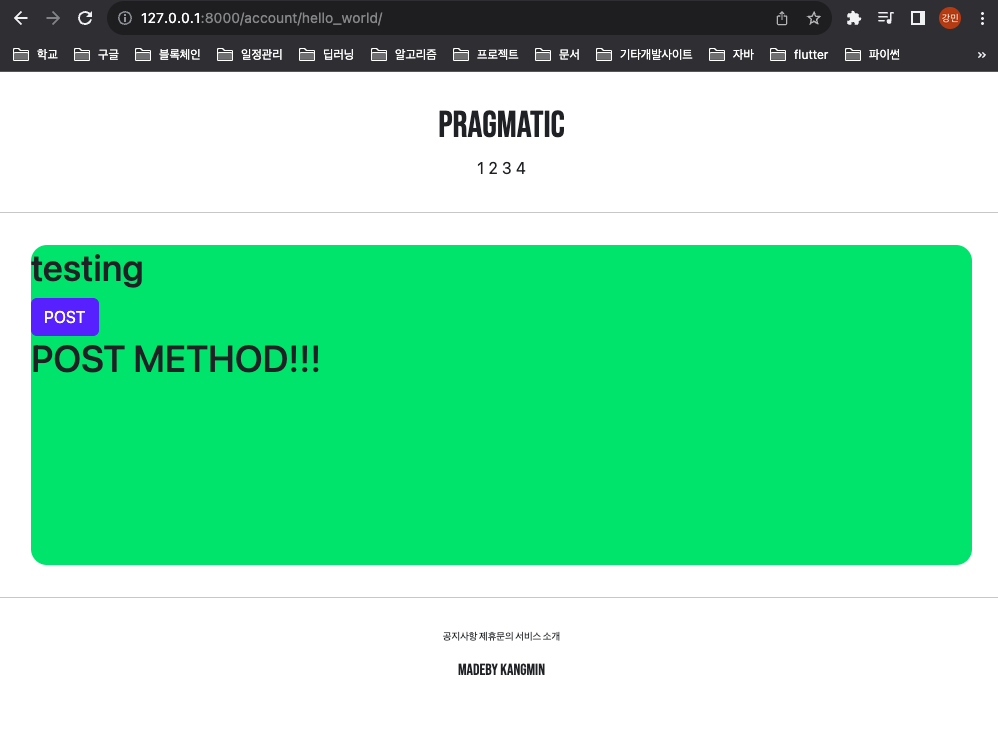 127.0.0.1:8000/account/hello_world/
강민
학교 구글 블록체인 일정관리 딥러닝 알고리즘 프로젝트 문서 기타개발사이트 자바 flutter 파이썬 »
PRAGMATIC
1 2 3 4
testing
POST
POST METHOD!!!
공지사항 제휴문의 서비스 소개
MADEBY KANGMIN